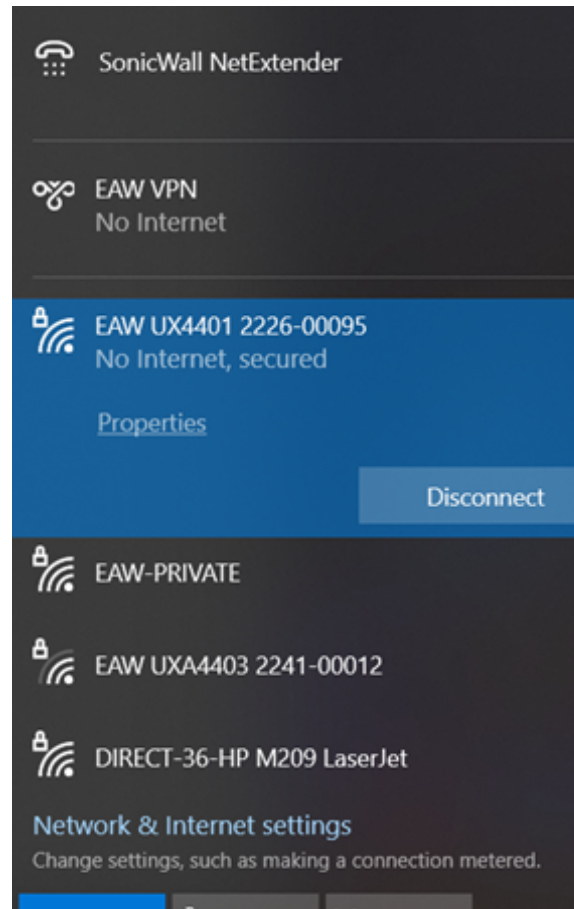 SonicWall NetExtender
EAW VPN
No Internet
EAW UX4401 2226-00095
No Internet, secured
Properties
Disconnect
EAW-PRIVATE
EAW UXA4403 2241-00012
DIRECT-36-HP M209 LaserJet
Network & Internet settings
Change settings, such as making a connection metered.